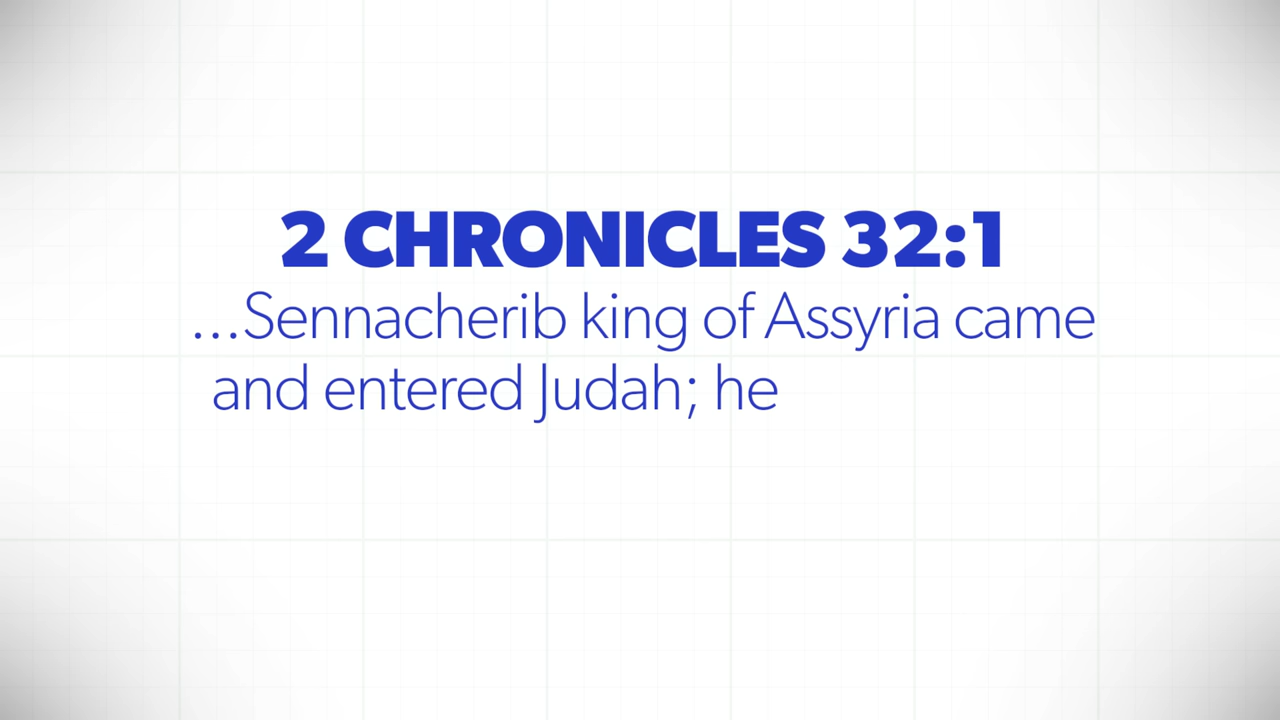 2 CHRONICLES 32:1
...Sennacherib king of Assyria came
and entered Judah; he